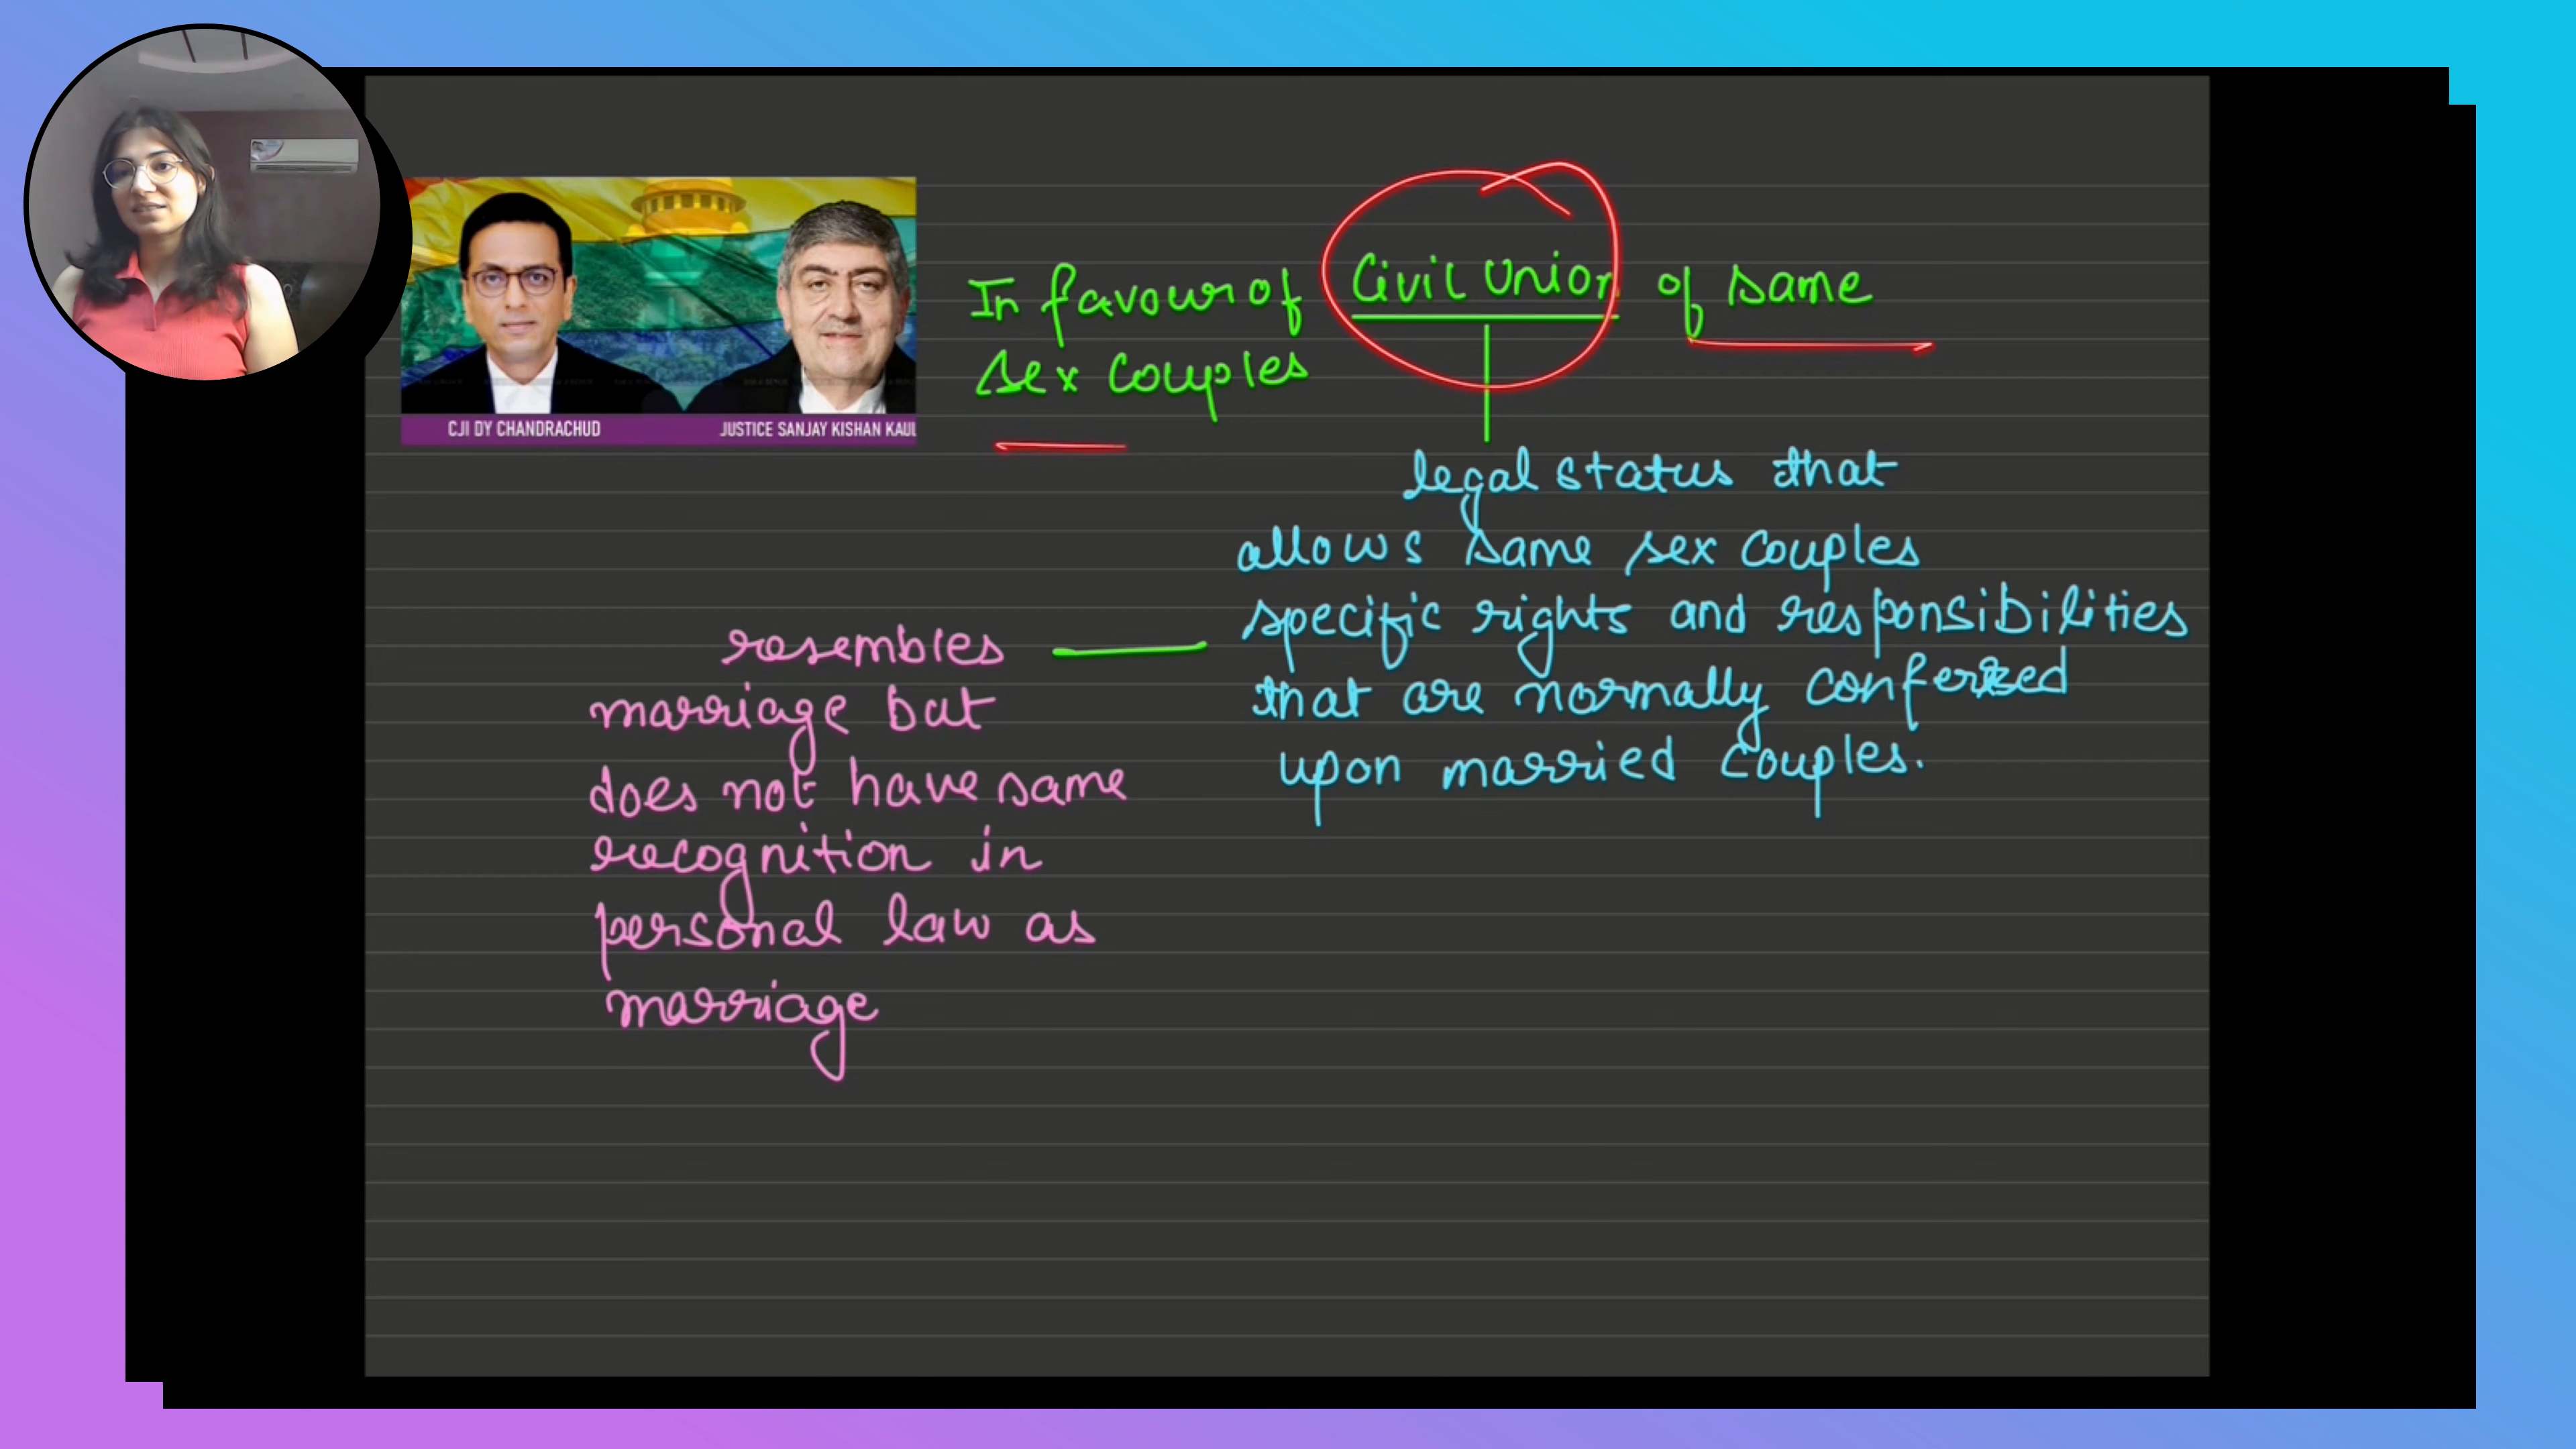 CJI DY CHANDRACHUD
JUSTICE SANJAY KISHAN KAUL
In favour of Civil Union of same
sex couples
legal status that
allows same sex couples
specific rights and responsibilities
that are normally conferred
upon married couples.
resembles
marriage but
does not have same
recognition in
personal law as
marriage